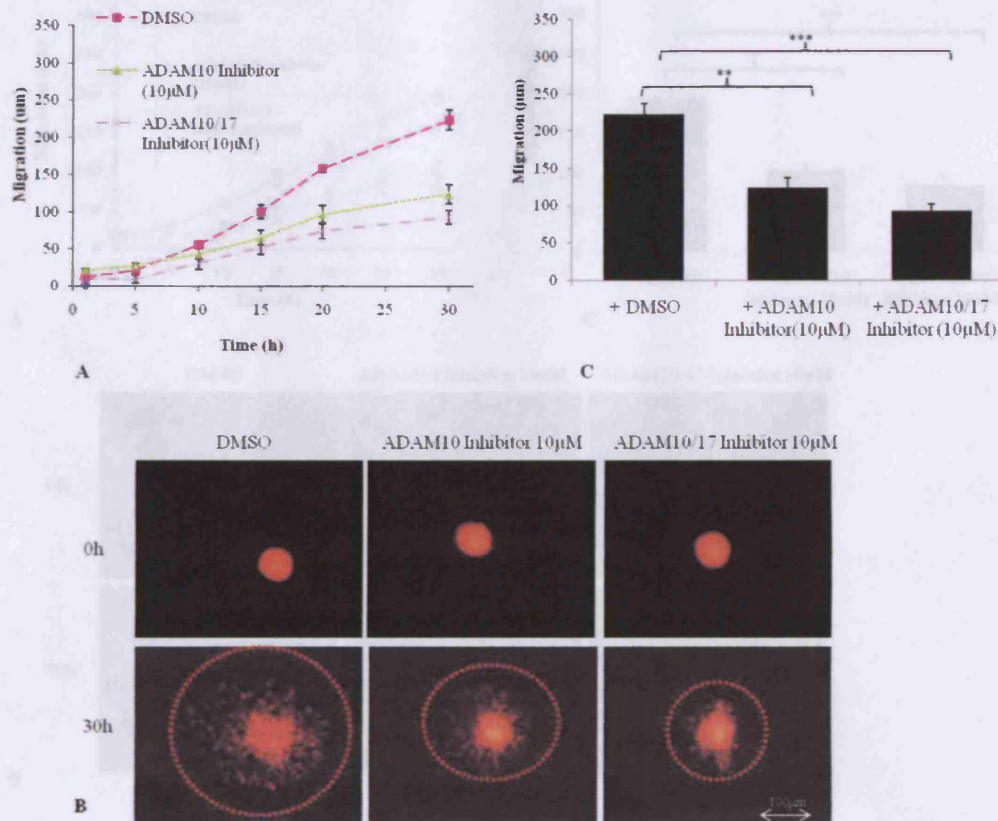 DMSO
350
300
250
200
150
100
50
0
Migration (um)
ADAM10 Inhibitor
(10µM)
ADAM10/17
Inhibitor(10µM)
0 5 10 15 20 25 30
Time (h)
A
350
300
250
200
150
100
50
0
Migration (µm)
***
**
+ DMSO
+ ADAM10
Inhibitor(10µM)
+ ADAM10/17
Inhibitor (10µM)
C
DMSO
ADAM10 Inhibitor 10µM
ADAM10/17 Inhibitor 10µM
0h
30h
100µm
B